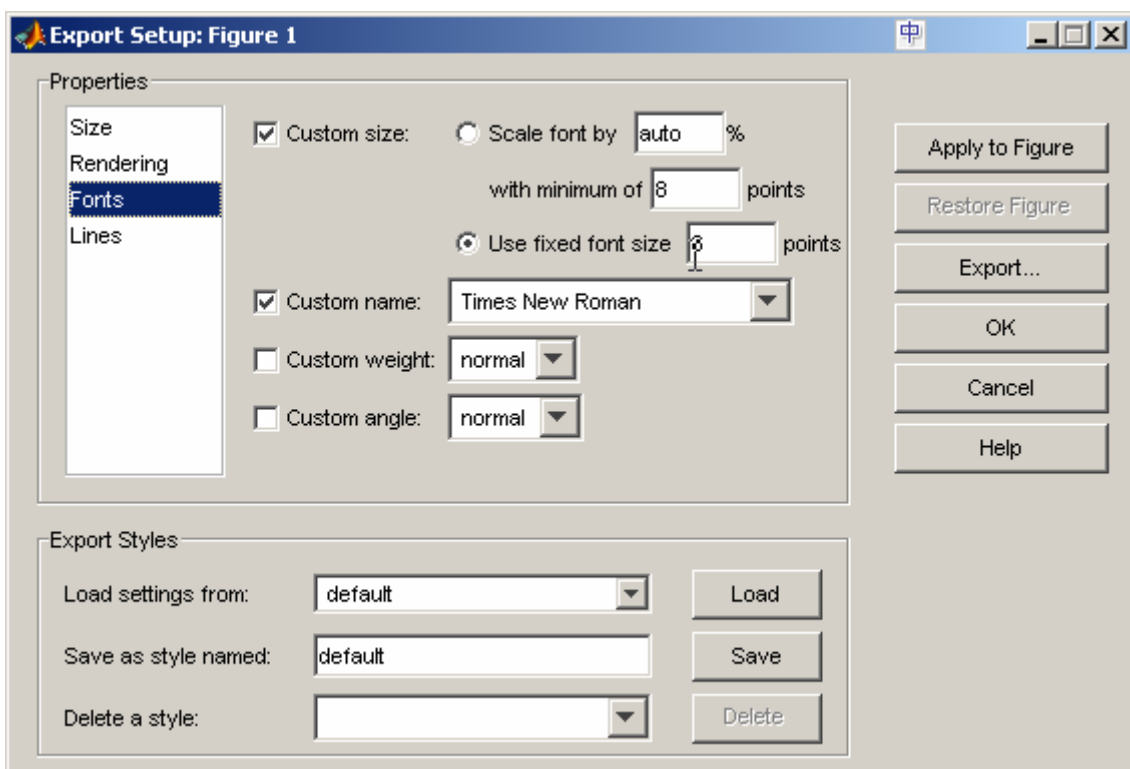 Export Setup: Figure 1 中
Properties
Size
Rendering
Fonts
Lines
Custom size:
Scale font by auto %
with minimum of 8 points
Use fixed font size points
Custom name: Times New Roman
Custom weight: normal
Custom angle: normal
Apply to Figure
Restore Figure
Export...
OK
Cancel
Help
Export Styles
Load settings from: default Load
Save as style named: default Save
Delete a style: Delete